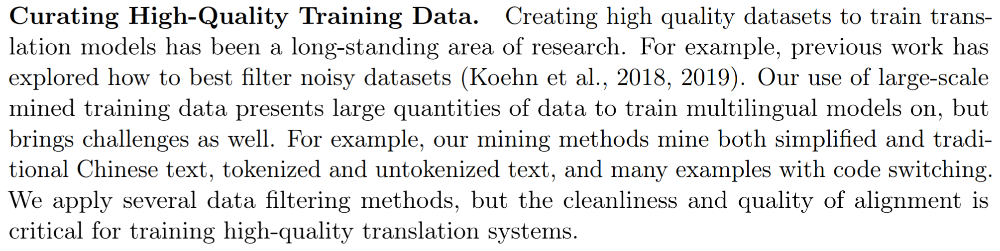 Curating High-Quality Training Data. Creating high quality datasets to train trans-
lation models has been a long-standing area of research. For example, previous work has
explored how to best filter noisy datasets (Koehn et al., 2018, 2019). Our use of large-scale
mined training data presents large quantities of data to train multilingual models on, but
brings challenges as well. For example, our mining methods mine both simplified and tradi-
tional Chinese text, tokenized and untokenized text, and many examples with code switching.
We apply several data filtering methods, but the cleanliness and quality of alignment is
critical for training high-quality translation systems.